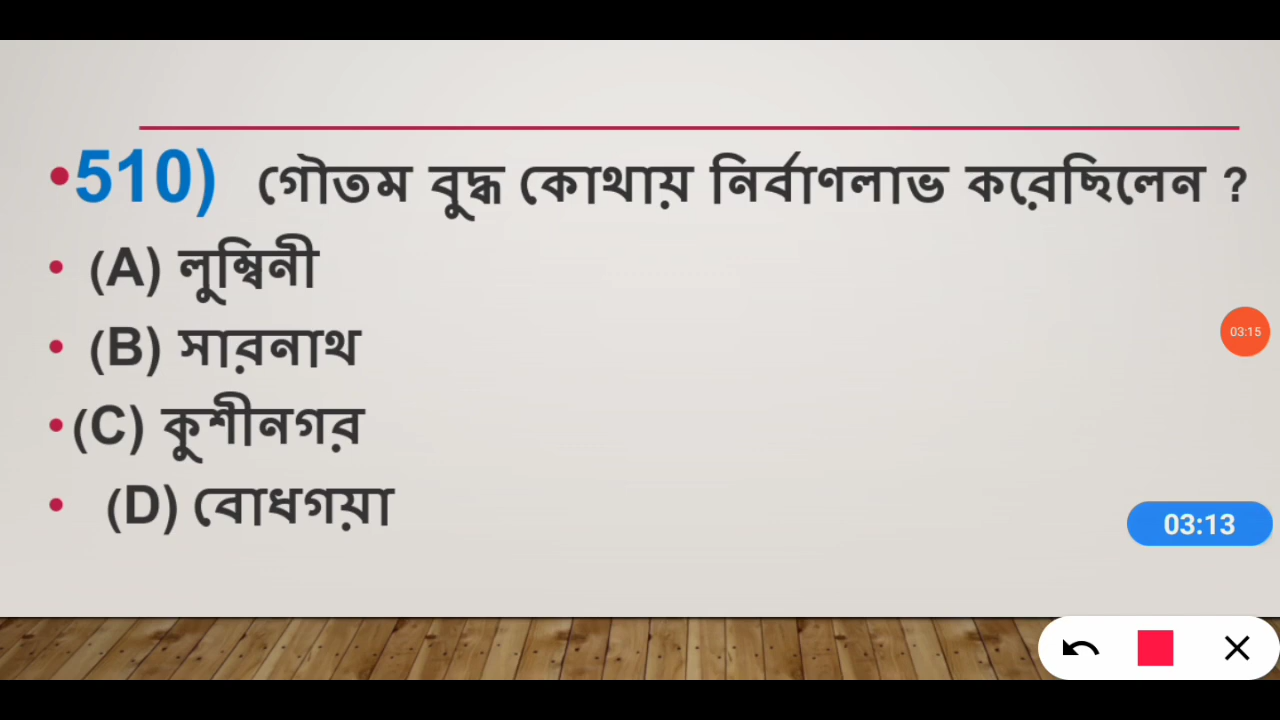 •510) গৌতম বুদ্ধ কোথায় নির্বাণলাভ করেছিলেন ?
• (A) লুম্বিনী
• (B) সারনাথ
•(C) কুশীনগর
• (D) বোধগয়া
03:15
03:13